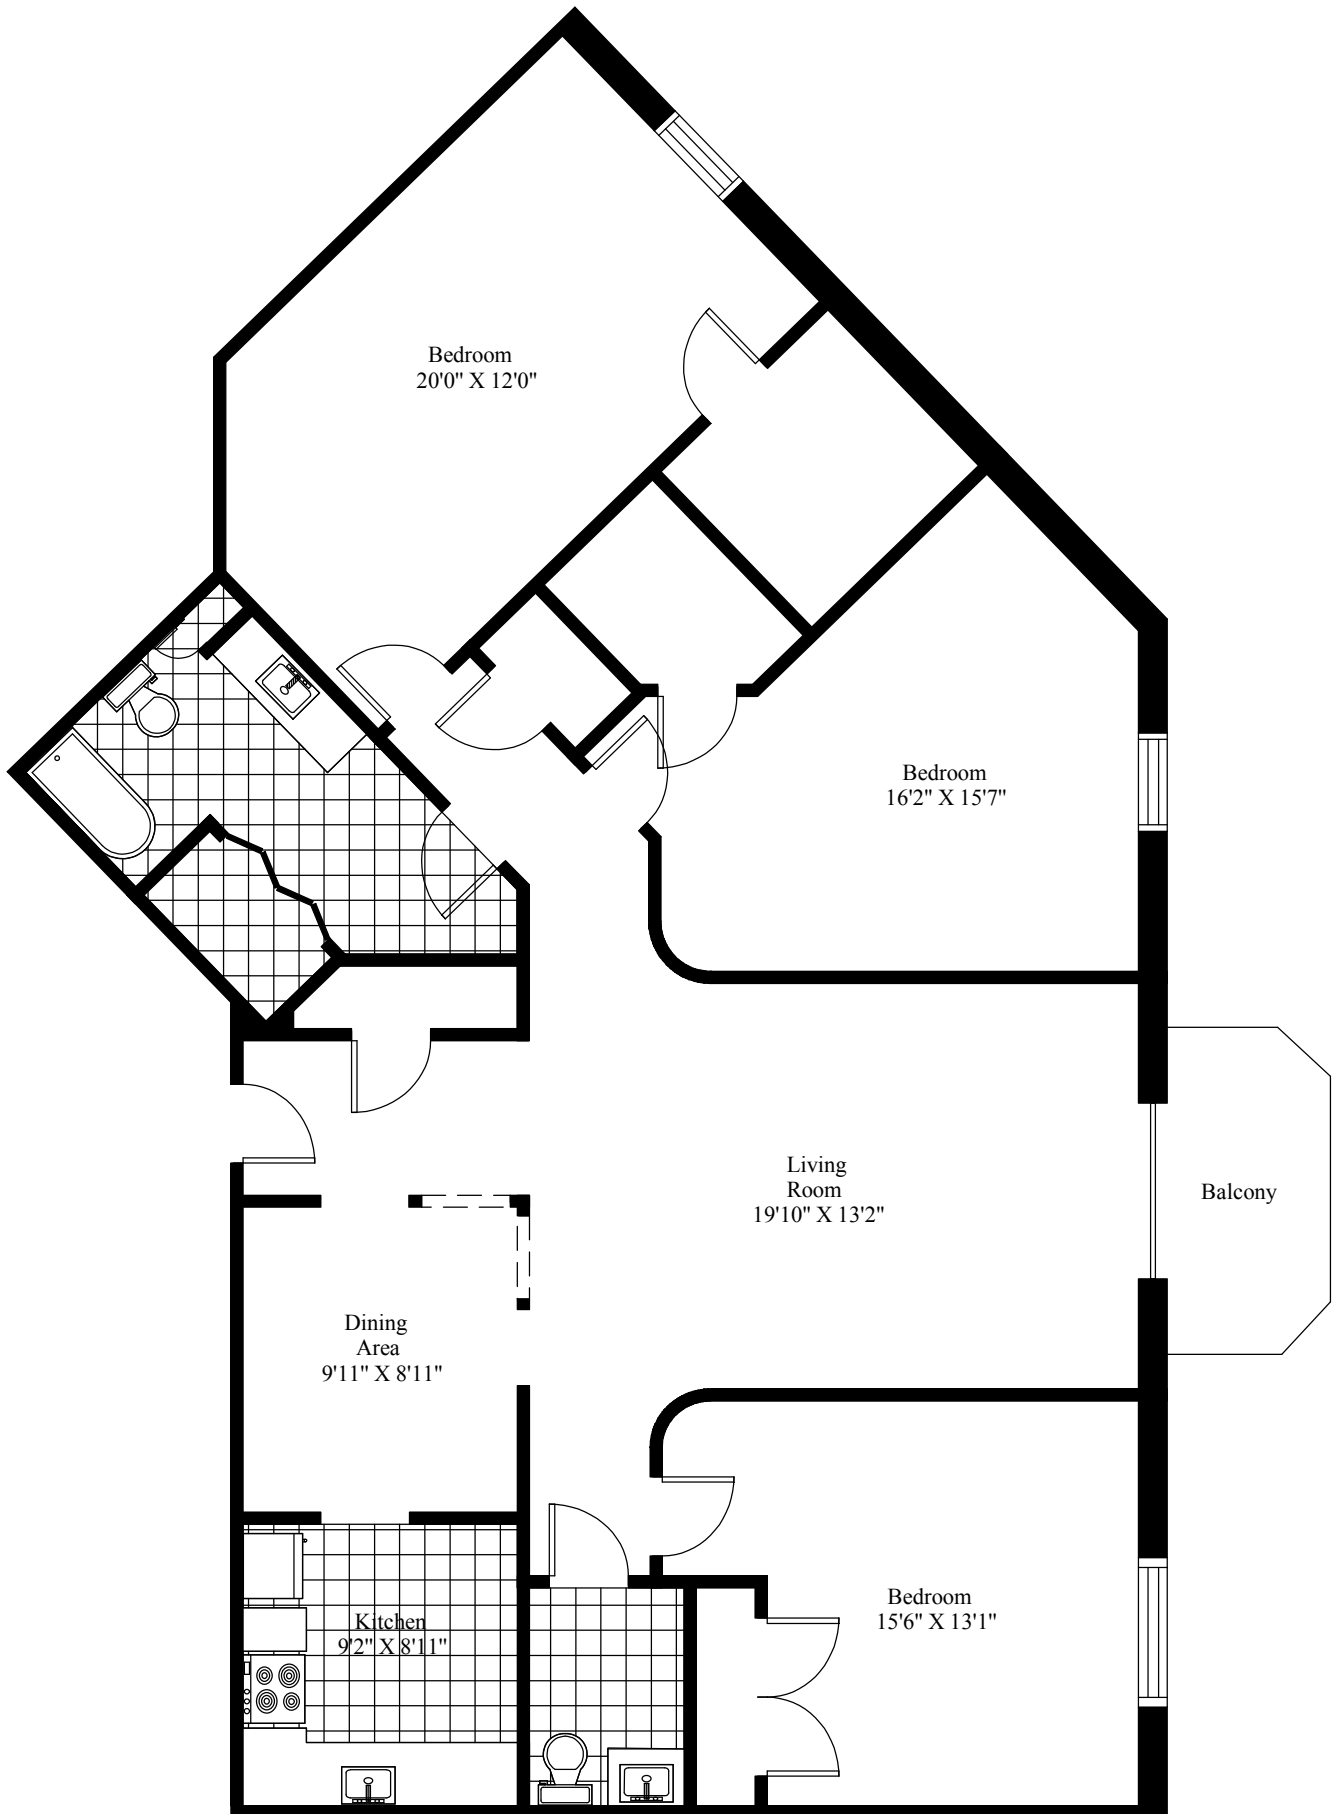 Bedroom
20'0" X 12'0"
Bedroom
16'2" X 15'7"
Living
Room
19'10" X 13'2"
Balcony
Dining
Area
9'11" X 8'11"
Bedroom
15'6" X 13'1"
Kitchen
9'2" X 8'11"